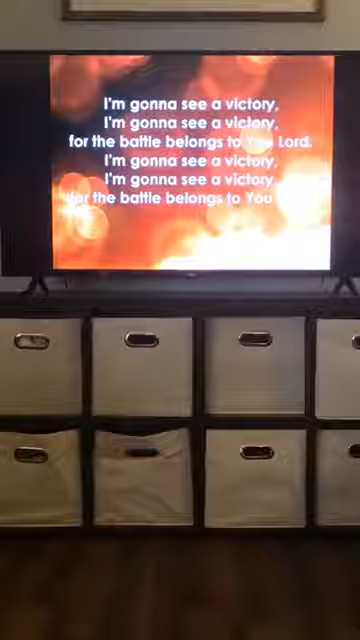 I'm gonna see a victory,
I'm gonna see a victory,
for the battle belongs to You Lord.
I'm gonna see a victory,
I'm gonna see a victory,
for the battle belongs to You